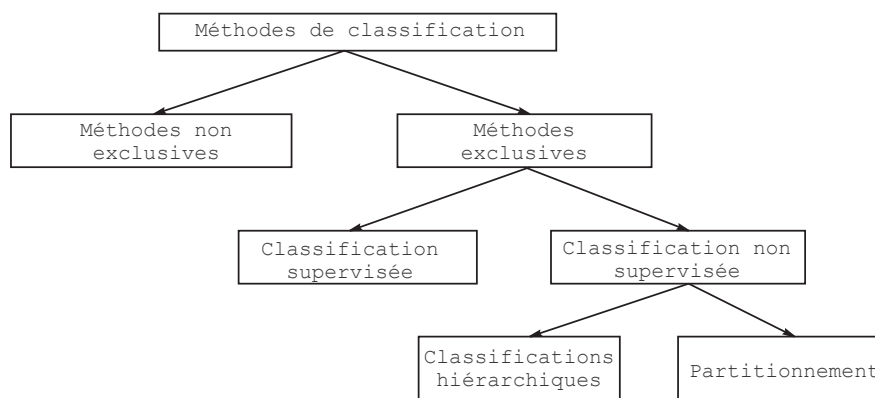 Méthodes de classification
Méthodes non
exclusives
Méthodes
exclusives
Classification
supervisée
Classification non
supervisée
Classifications
hiérarchiques
Partitionnement